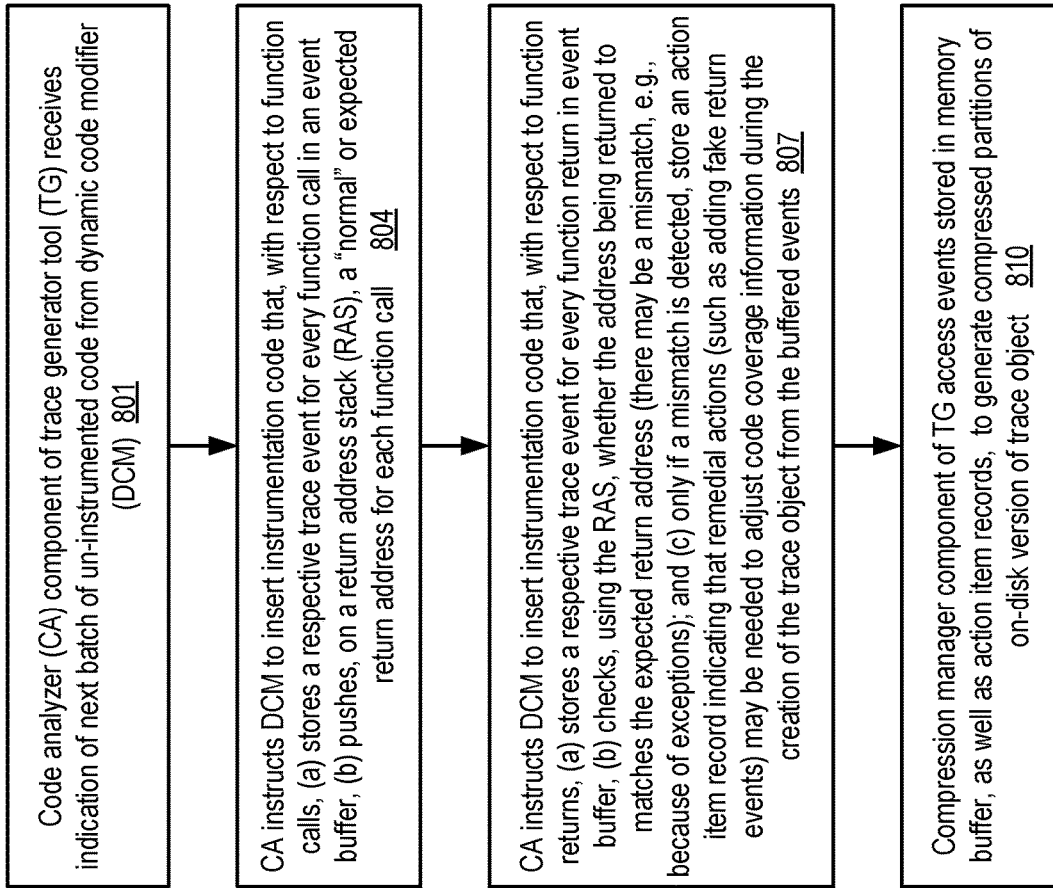 Code analyzer (CA) component of trace generator tool (TG) receives
indication of next batch of un-instrumented code from dynamic code modifier
(DCM) 801
CA instructs DCM to insert instrumentation code that, with respect to function
calls, (a) stores a respective trace event for every function call in an event
buffer, (b) pushes, on a return address stack (RAS), a “normal” or expected
return address for each function call 804
CA instructs DCM to insert instrumentation code that, with respect to function
returns, (a) stores a respective trace event for every function return in event
buffer, (b) checks, using the RAS, whether the address being returned to
matches the expected return address (there may be a mismatch, e.g.,
because of exceptions); and (c) only if a mismatch is detected, store an action
item record indicating that remedial actions (such as adding fake return
events) may be needed to adjust code coverage information during the
creation of the trace object from the buffered events 807
Compression manager component of TG access events stored in memory
buffer, as well as action item records, to generate compressed partitions of
on-disk version of trace object 810